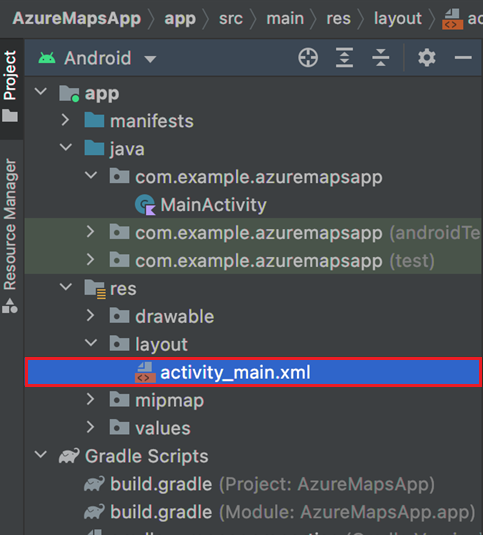 AzureMapsApp 〉 app 〉 src 〉 main 〉 res 〉 layout 〉
Project
Resource Manager
Android
app
manifests
java
com.example.azuremapsapp
MainActivity
com.example.azuremapsapp (androidTe
com.example.azuremapsapp (test)
res
drawable
layout
activity_main.xml
mipmap
values
Gradle Scripts
build.gradle (Project: AzureMapsApp)
build.gradle (Module: AzureMapsApp.app)